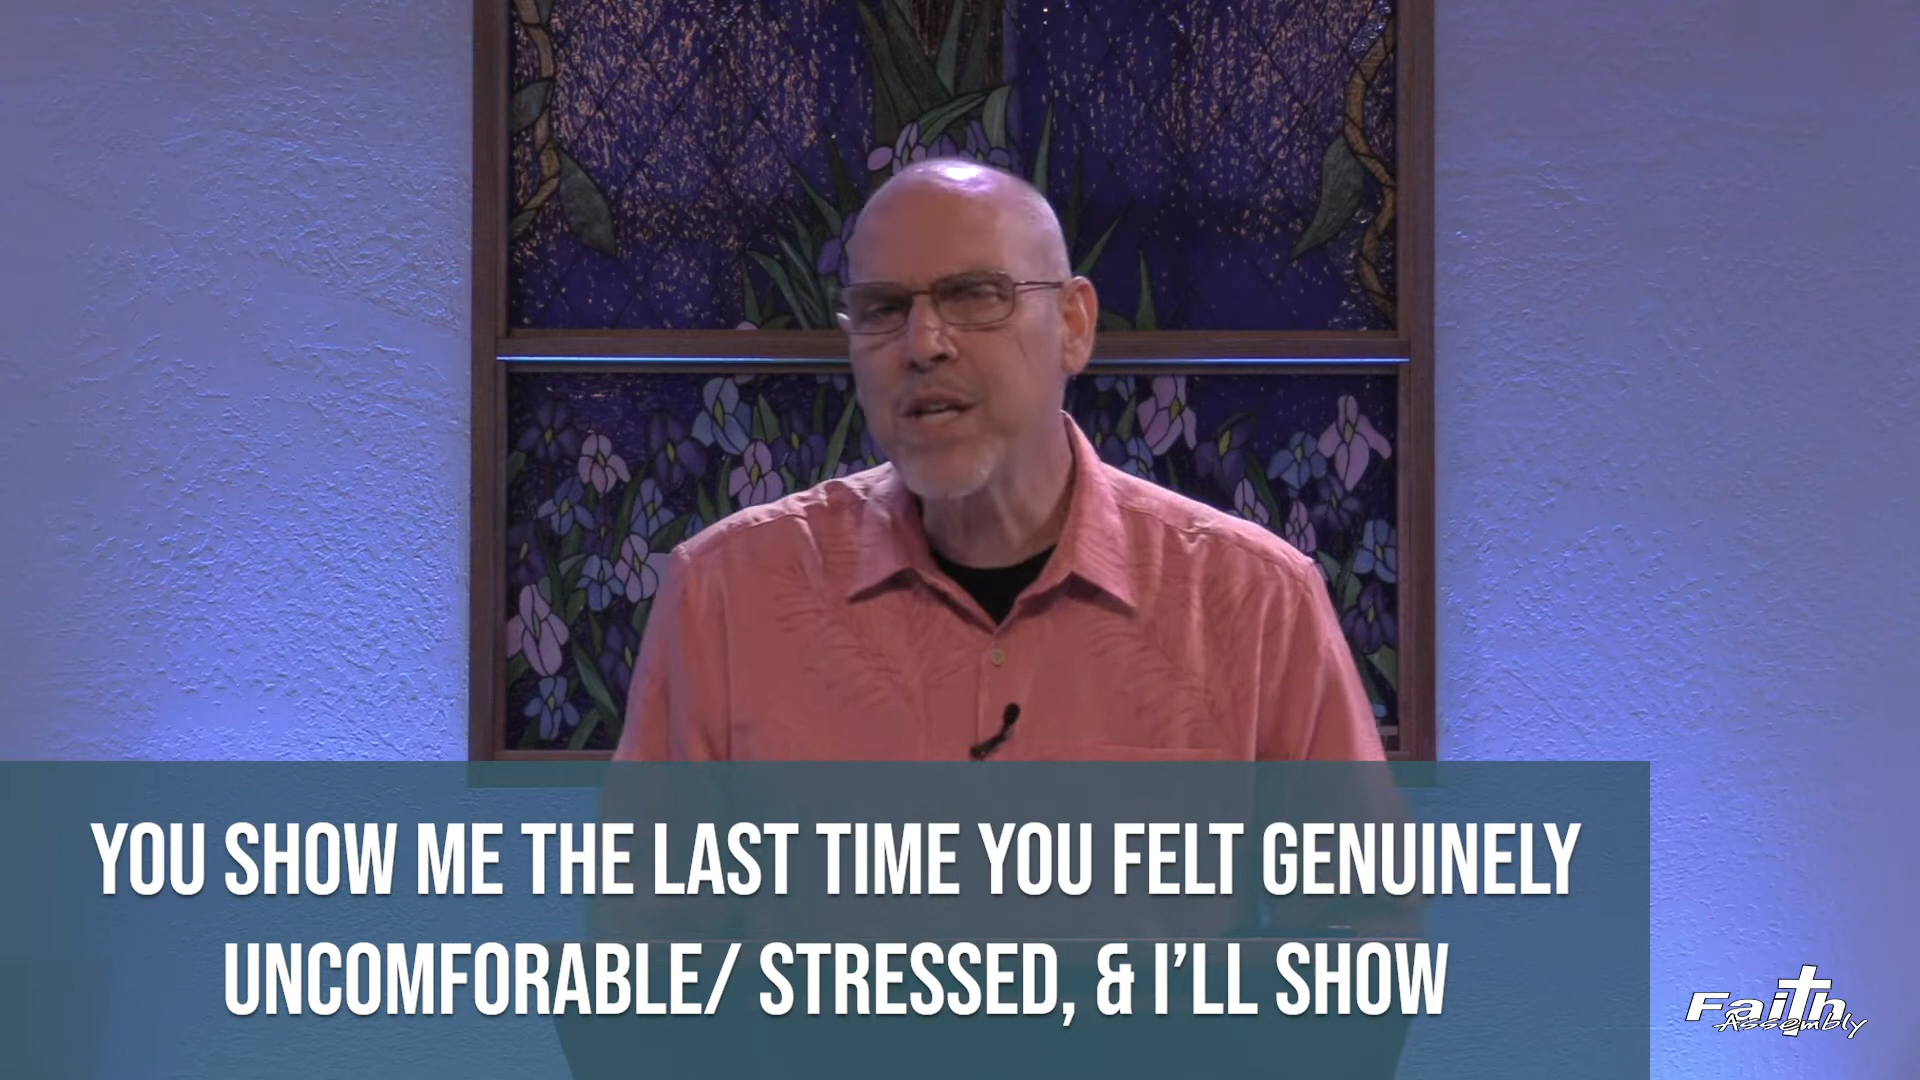 YOU SHOW ME THE LAST TIME YOU FELT GENUINELY
UNCOMFORABLE/ STRESSED, & I'LL SHOW
Faith
Assembly